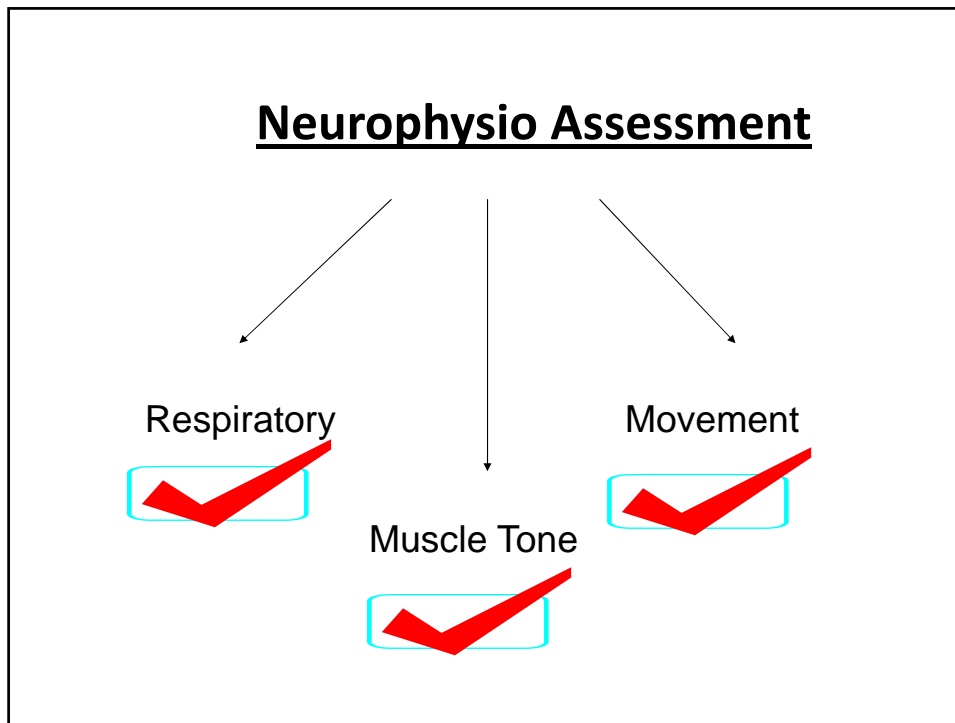 Neurophysio Assessment
Respiratory
Movement
Muscle Tone